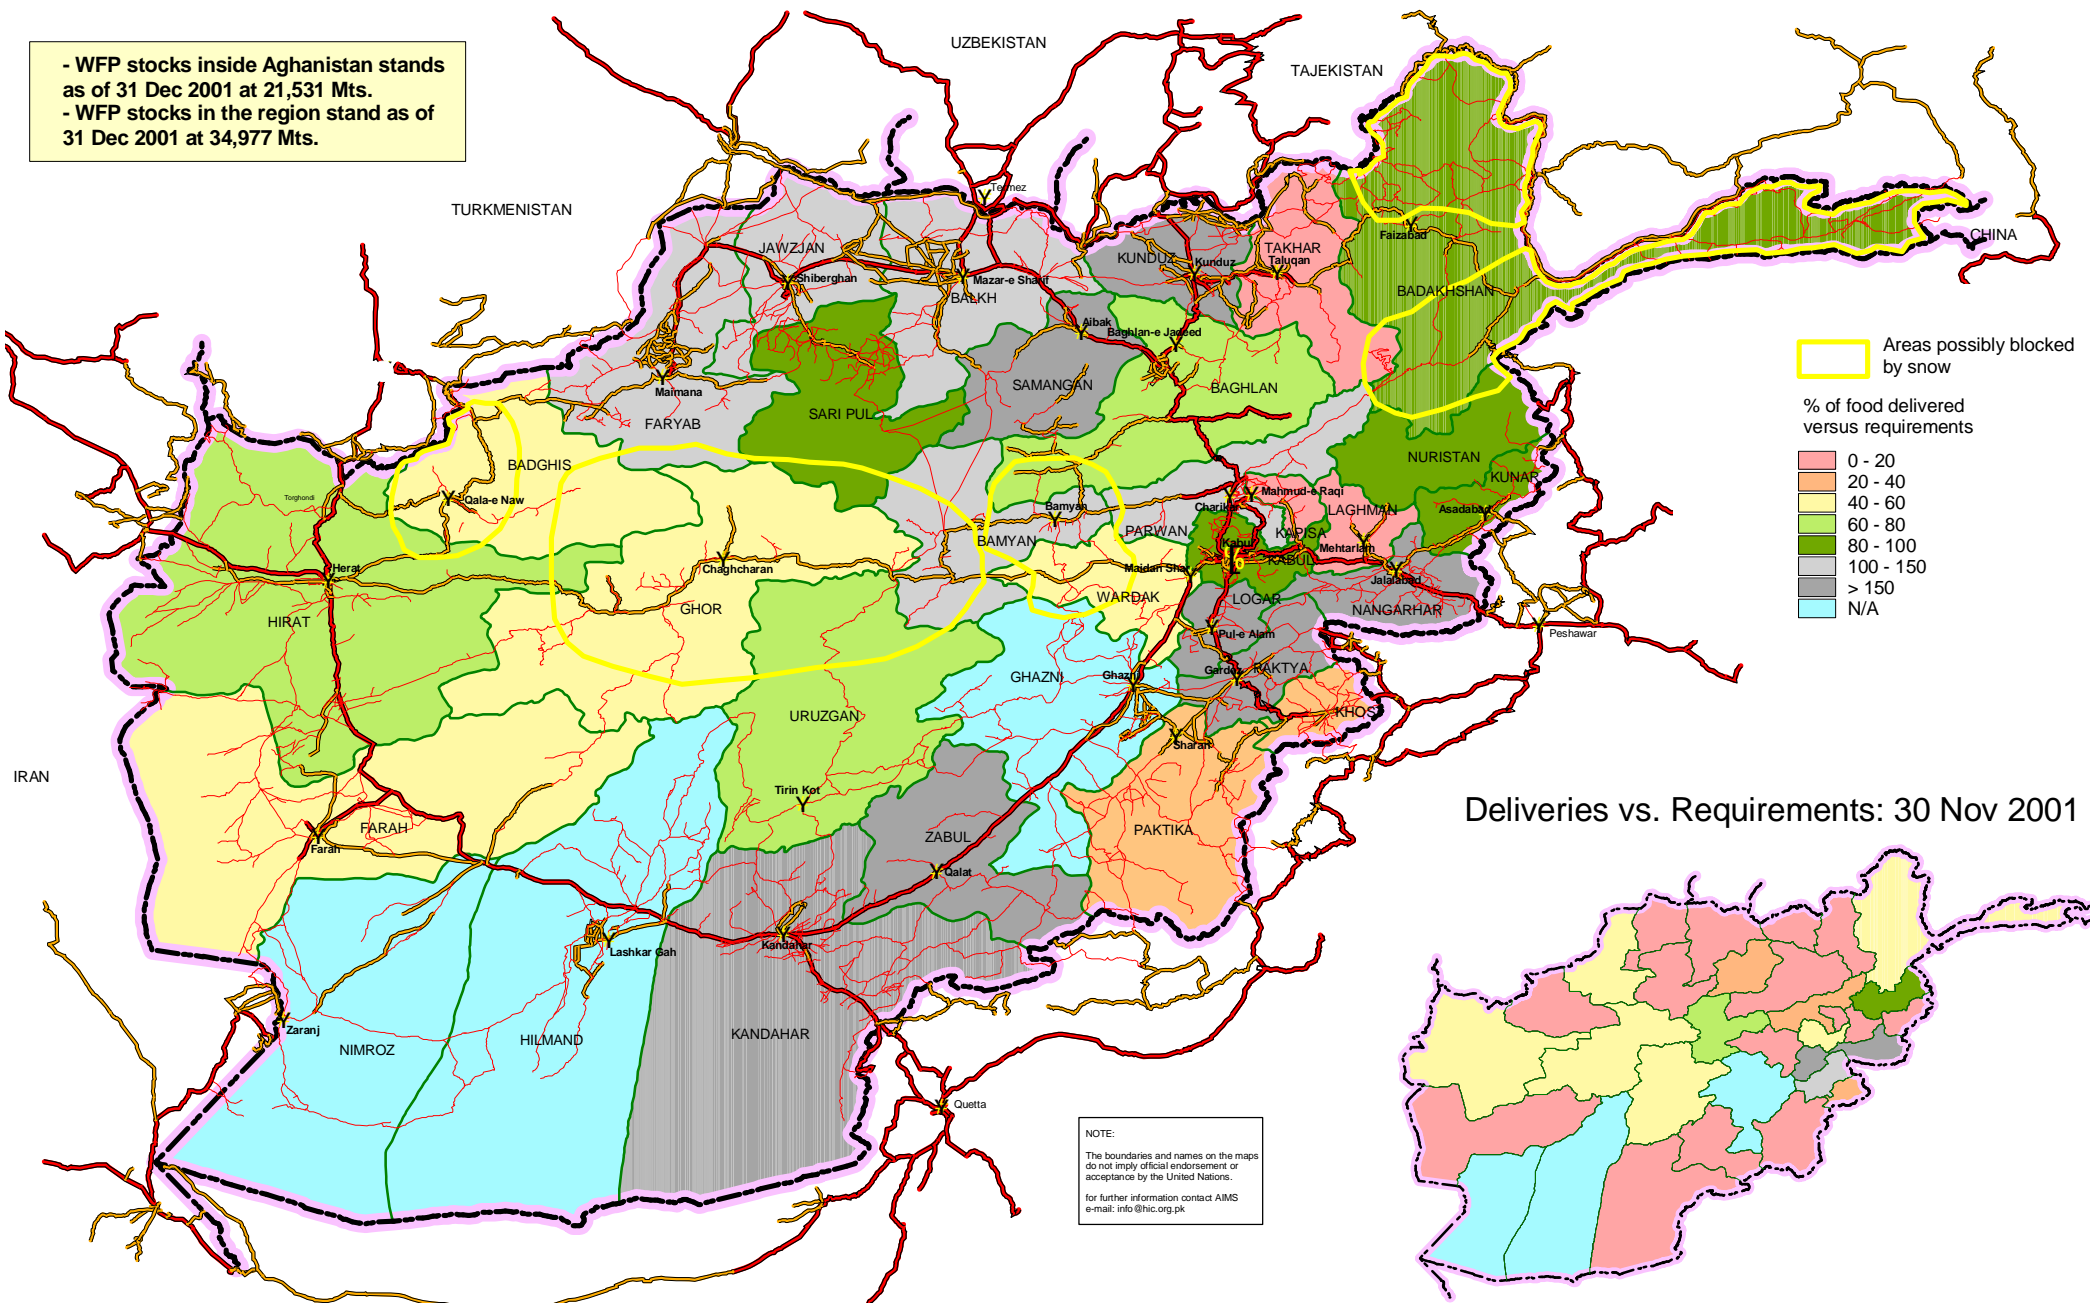 - WFP stocks inside Aghanistan stands
as of 31 Dec 2001 at 21,531 Mts.
- WFP stocks in the region stand as of
31 Dec 2001 at 34,977 Mts.
UZBEKISTAN
TAJEKISTAN
TURKMENISTAN
CHINA
IRAN
Termez
JAWZJAN
Shiberghan
Mazar-e Sharif
BALKH
KUNDUZ
Kunduz
TAKHAR
Taluqan
Faizabad
BADAKHSHAN
Aibak
Baghlan-e Jadeed
Maimana
FARYAB
SARI PUL
SAMANGAN
BAGHLAN
BADGHIS
Qala-e Naw
Torghondi
NURISTAN
KUNAR
Asadabad
Mahmud-e Raqi
Charikar
LAGHMAN
Bamyan
BAMYAN
PARWAN
KAPISA
Mehtarlam
Kabul
KABUL
Maidan Shar
Chaghcharan
GHOR
WARDAK
LOGAR
Jalalabad
NANGARHAR
Peshawar
Herat
HIRAT
Pul-e Alam
GHAZNI
Ghazni
Gardez
PAKTYA
KHOST
Sharan
URUZGAN
Tirin Kot
FARAH
Farah
ZABUL
Qalat
PAKTIKA
Lashkar Gah
Kandahar
Zaranj
NIMROZ
HILMAND
KANDAHAR
Quetta
Areas possibly blocked
by snow
% of food delivered
versus requirements
0 - 20
20 - 40
40 - 60
60 - 80
80 - 100
100 - 150
> 150
N/A
Deliveries vs. Requirements: 30 Nov 2001
NOTE:
The boundaries and names on the maps
do not imply official endorsement or
acceptance by the United Nations.
for further information contact AIMS
e-mail: info@hic.org.pk